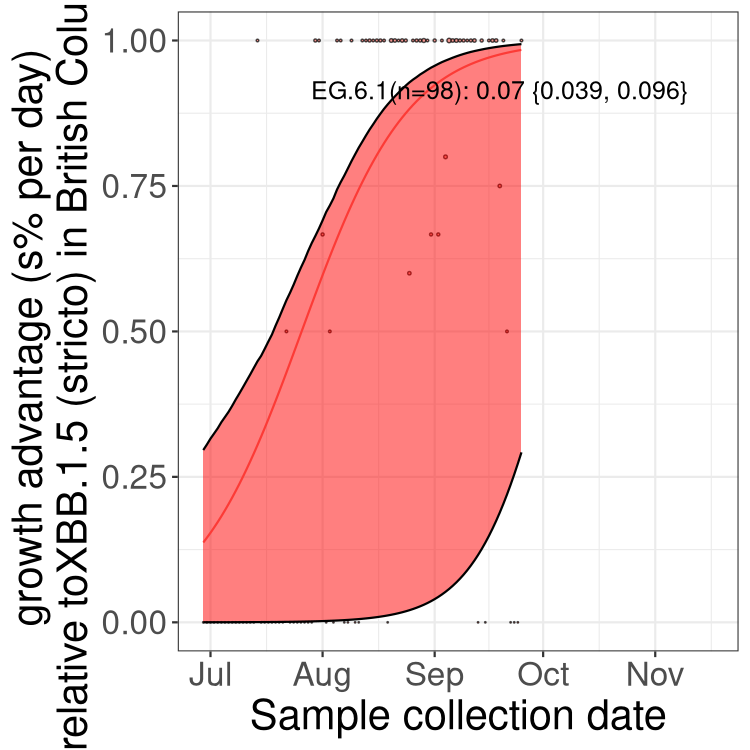 growth advantage (s% per day)
relative toXBB.1.5 (stricto) in British Colu
1.00
0.75
0.50
0.25
0.00
EG.6.1(n=98): 0.07 {0.039, 0.096}
Jul Aug Sep Oct Nov
Sample collection date